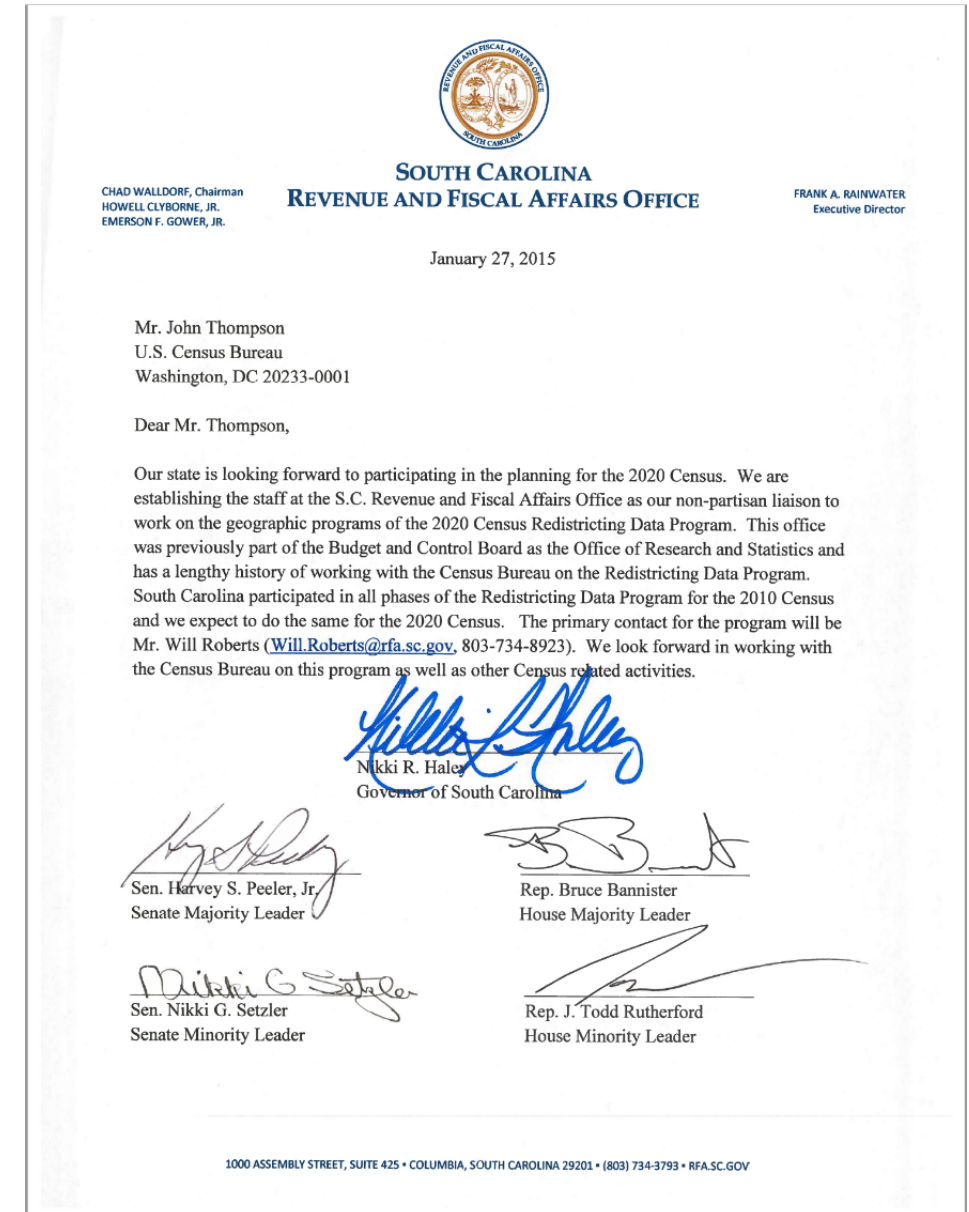 REVENUE AND FISCAL AFFAIRS OFFICE
SOUTH CAROLINA
SOUTH CAROLINA
REVENUE AND FISCAL AFFAIRS OFFICE
CHAD WALLDORF, Chairman
HOWELL CLYBORNE, JR.
EMERSON F. GOWER, JR.
FRANK A. RAINWATER
Executive Director
January 27, 2015
Mr. John Thompson
U.S. Census Bureau
Washington, DC 20233-0001
Dear Mr. Thompson,
Our state is looking forward to participating in the planning for the 2020 Census. We are
establishing the staff at the S.C. Revenue and Fiscal Affairs Office as our non-partisan liaison to
work on the geographic programs of the 2020 Census Redistricting Data Program. This office
was previously part of the Budget and Control Board as the Office of Research and Statistics and
has a lengthy history of working with the Census Bureau on the Redistricting Data Program.
South Carolina participated in all phases of the Redistricting Data Program for the 2010 Census
and we expect to do the same for the 2020 Census. The primary contact for the program will be
Mr. Will Roberts (Will.Roberts@rfa.sc.gov, 803-734-8923). We look forward in working with
the Census Bureau on this program as well as other Census related activities.
Nikki R. Haley
Governor of South Carolina
Sen. Harvey S. Peeler, Jr.
Senate Majority Leader
Rep. Bruce Bannister
House Majority Leader
Nikki G Setzler
Sen. Nikki G. Setzler
Senate Minority Leader
Rep. J. Todd Rutherford
House Minority Leader
1000 ASSEMBLY STREET, SUITE 425 • COLUMBIA, SOUTH CAROLINA 29201 • (803) 734-3793 • RFA.SC.GOV